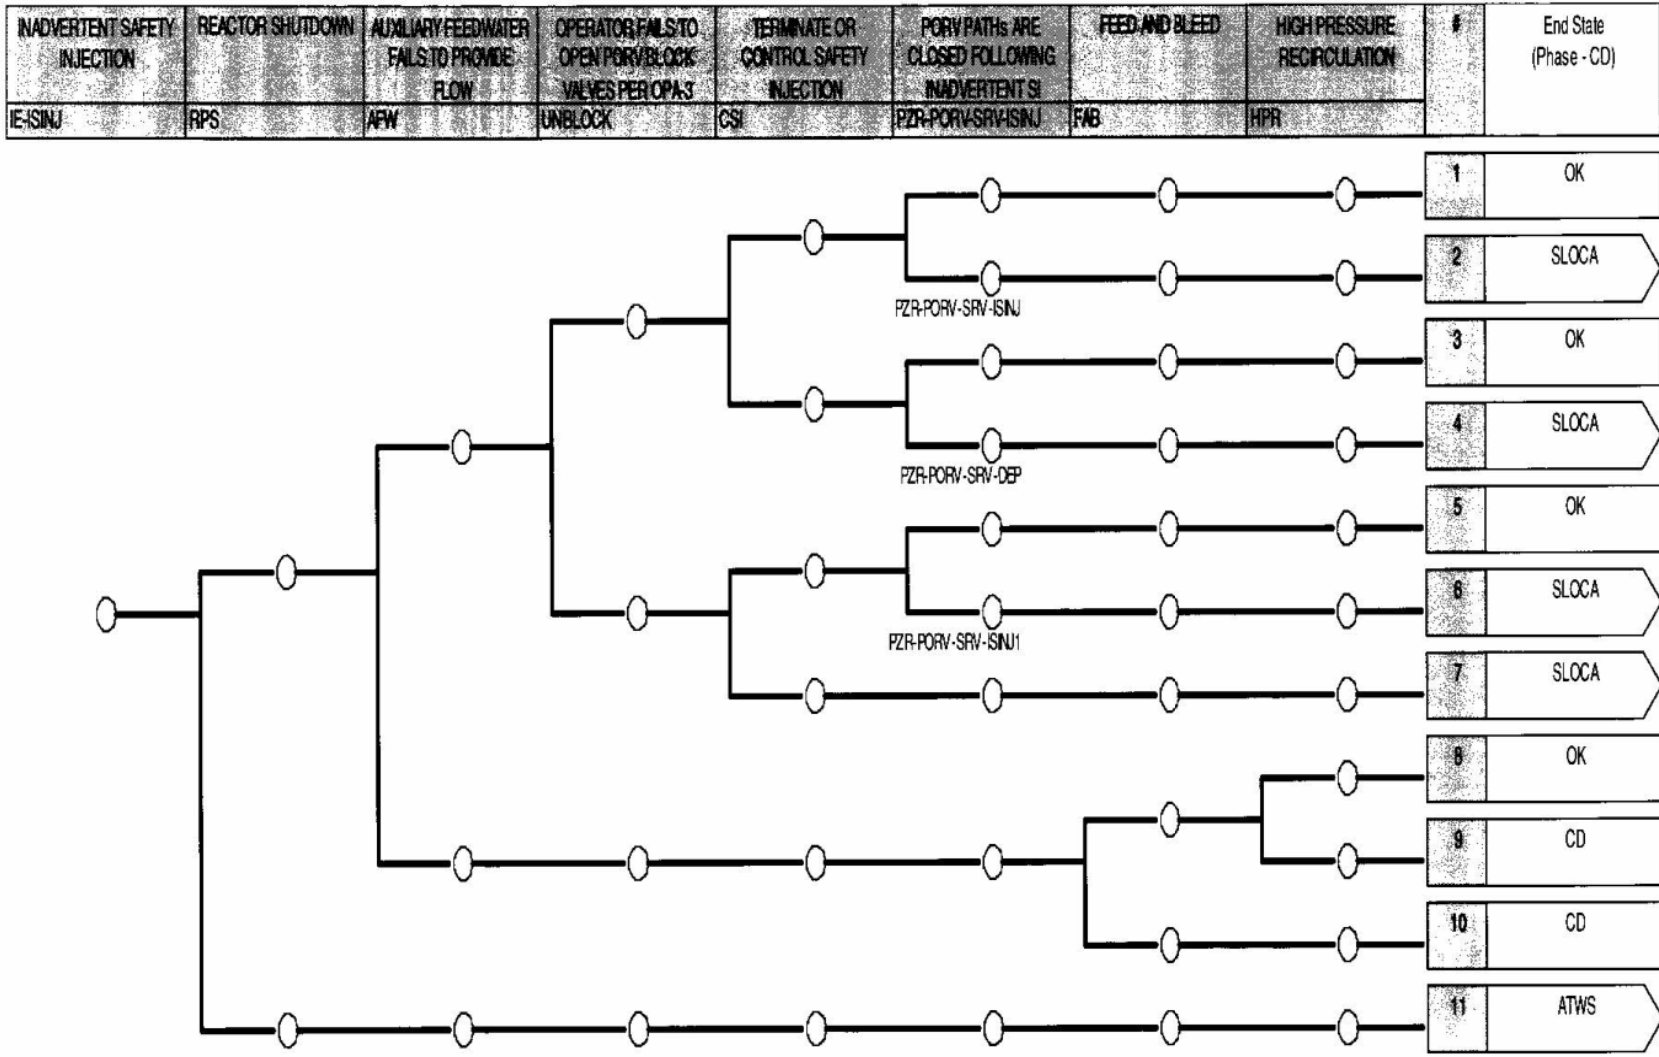 INADVERTENT SAFETY
INJECTION
IE-ISINJ
REACTOR SHUTDOWN
RPS
AUXILIARY FEEDWATER
FAILS TO PROVIDE
FLOW
AFW
OPERATOR FAILS TO
OPEN PORV BLOCK
VALVES PER OPA-3
UNBLOCK
TERMINATE OR
CONTROL SAFETY
INJECTION
CSI
PORV PATHs ARE
CLOSED FOLLOWING
INADVERTENT SI
PZR-PORV-SRV-ISINJ
FEED AND BLEED
FAB
HIGH PRESSURE
RECIRCULATION
HPR
#
End State
(Phase - CD)
1 OK
2 SLOCA
PZR-PORV-SRV-ISINJ
3 OK
4 SLOCA
PZR-PORV-SRV-DEP
5 OK
6 SLOCA
PZR-PORV-SRV-ISINJ1
7 SLOCA
8 OK
9 CD
10 CD
11 ATWS